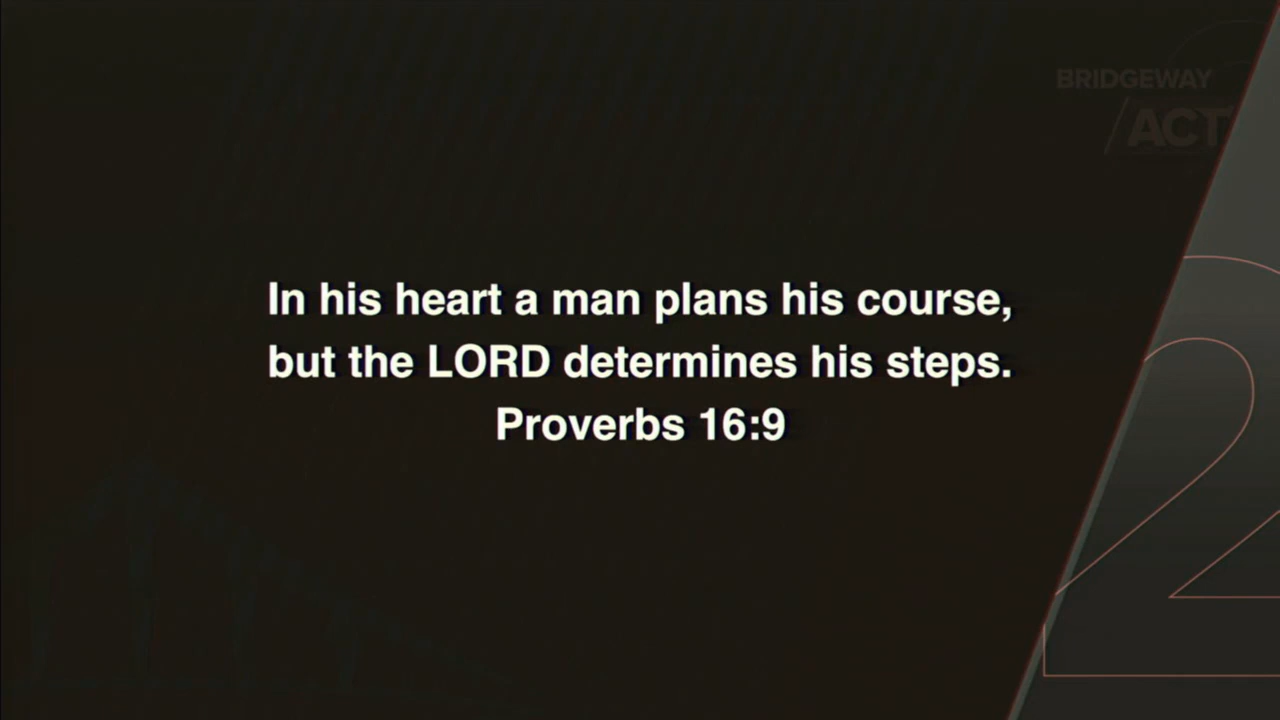 BRIDGEWAY
/ACT
In his heart a man plans his course,
but the LORD determines his steps.
Proverbs 16:9
2